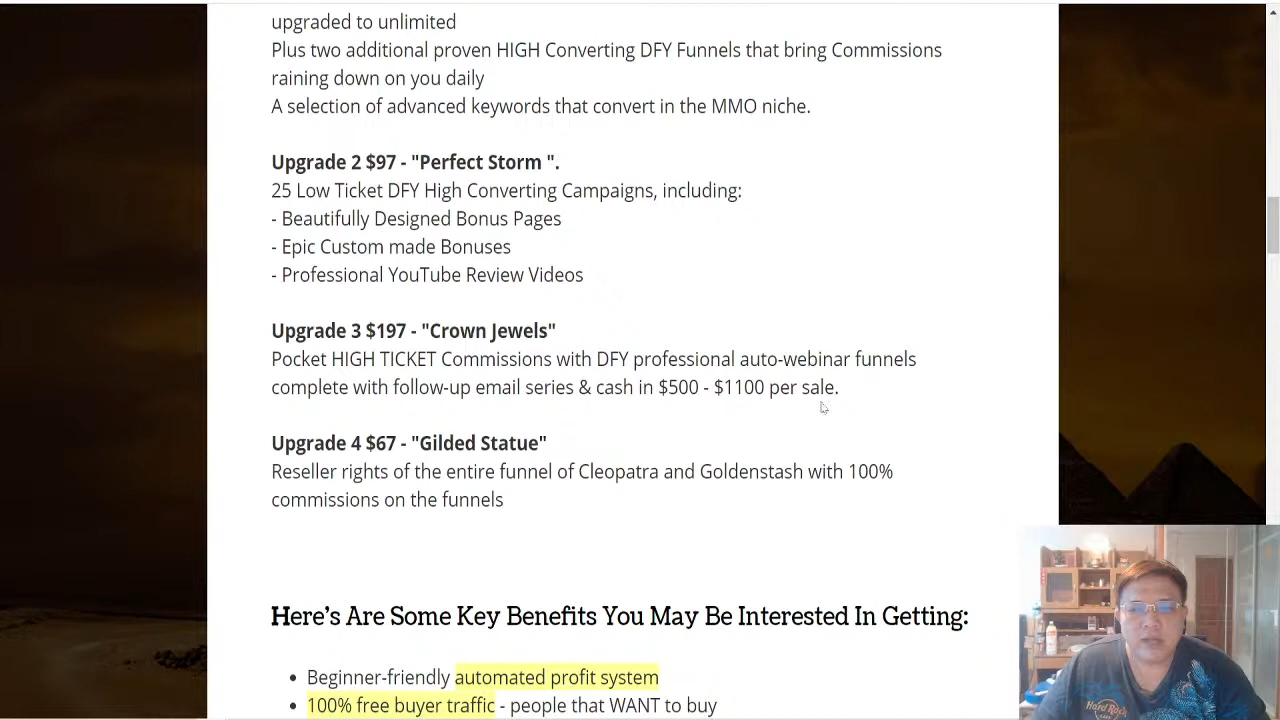 upgraded to unlimited
Plus two additional proven HIGH Converting DFY Funnels that bring Commissions
raining down on you daily
A selection of advanced keywords that convert in the MMO niche.
Upgrade 2 $97 - "Perfect Storm ".
25 Low Ticket DFY High Converting Campaigns, including:
- Beautifully Designed Bonus Pages
- Epic Custom made Bonuses
- Professional YouTube Review Videos
Upgrade 3 $197 - "Crown Jewels"
Pocket HIGH TICKET Commissions with DFY professional auto-webinar funnels
complete with follow-up email series & cash in $500 - $1100 per sale.
Upgrade 4 $67 - "Gilded Statue"
Reseller rights of the entire funnel of Cleopatra and Goldenstash with 100%
commissions on the funnels
Here's Are Some Key Benefits You May Be Interested In Getting:
• Beginner-friendly automated profit system
• 100% free buyer traffic - people that WANT to buy
Hard Rock